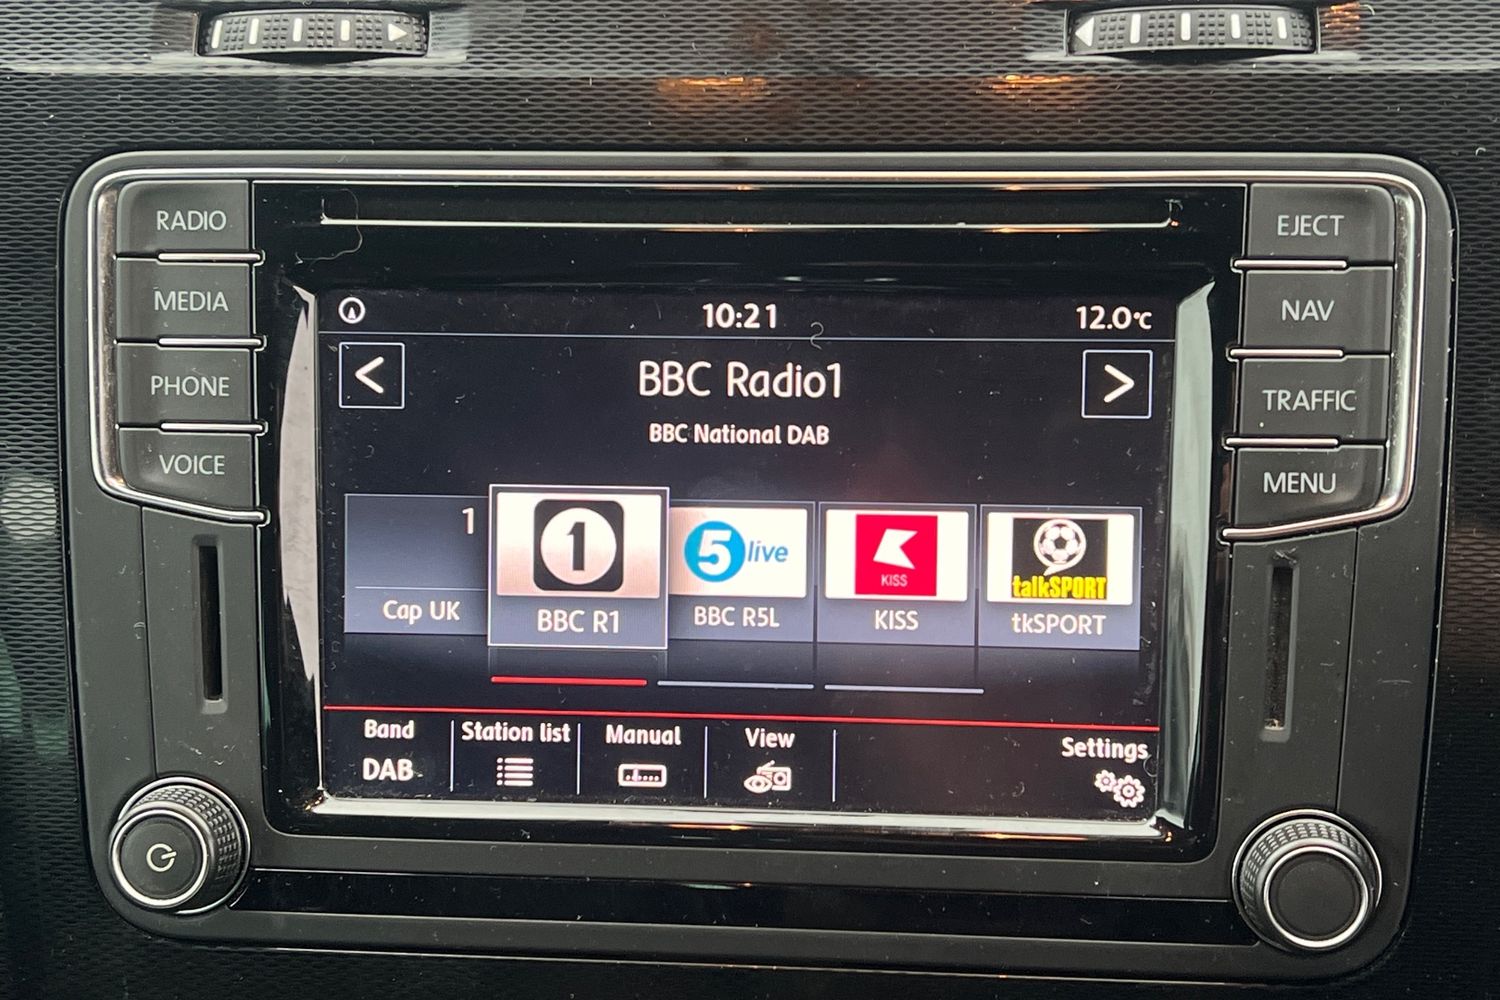 RADIO
MEDIA
PHONE
VOICE
EJECT
NAV
TRAFFIC
MENU
10:21
12.0°C
BBC Radio1
BBC National DAB
1
Cap UK
1
BBC R1
5 live
BBC R5L
KISS
KISS
talkSPORT
tkSPORT
Band
DAB
Station list
Manual
View
Settings